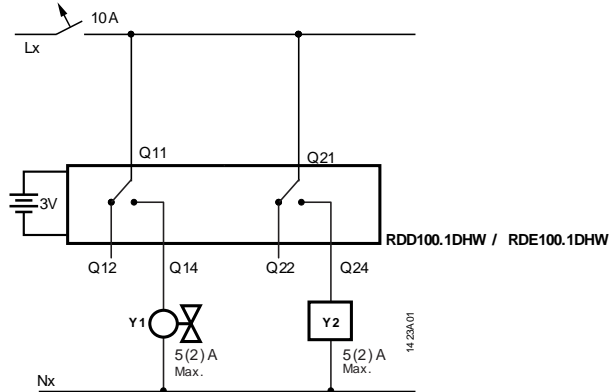 10A
Lx
Q11
Q21
3V
RDD100.1DHW / RDE100.1DHW
Q12
Q14
Q22
Q24
Y1
Y2
5(2) A
Max.
5(2) A
Max.
1423A01
Nx